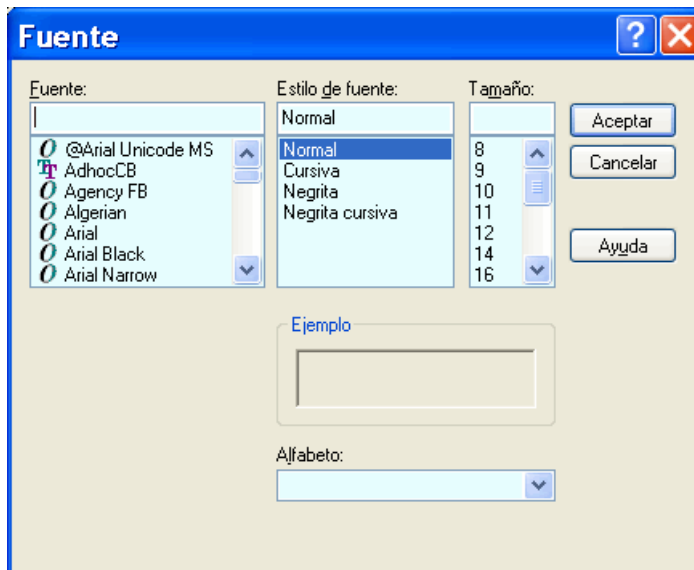 Fuente
?
Fuente:
Estilo de fuente:
Tamaño:
Normal
Aceptar
Cancelar
Ayuda
@Arial Unicode MS
AdhocCB
Agency FB
Algerian
Arial
Arial Black
Arial Narrow
Normal
Cursiva
Negrita
Negrita cursiva
8
9
10
11
12
14
16
Ejemplo
Alfabeto: